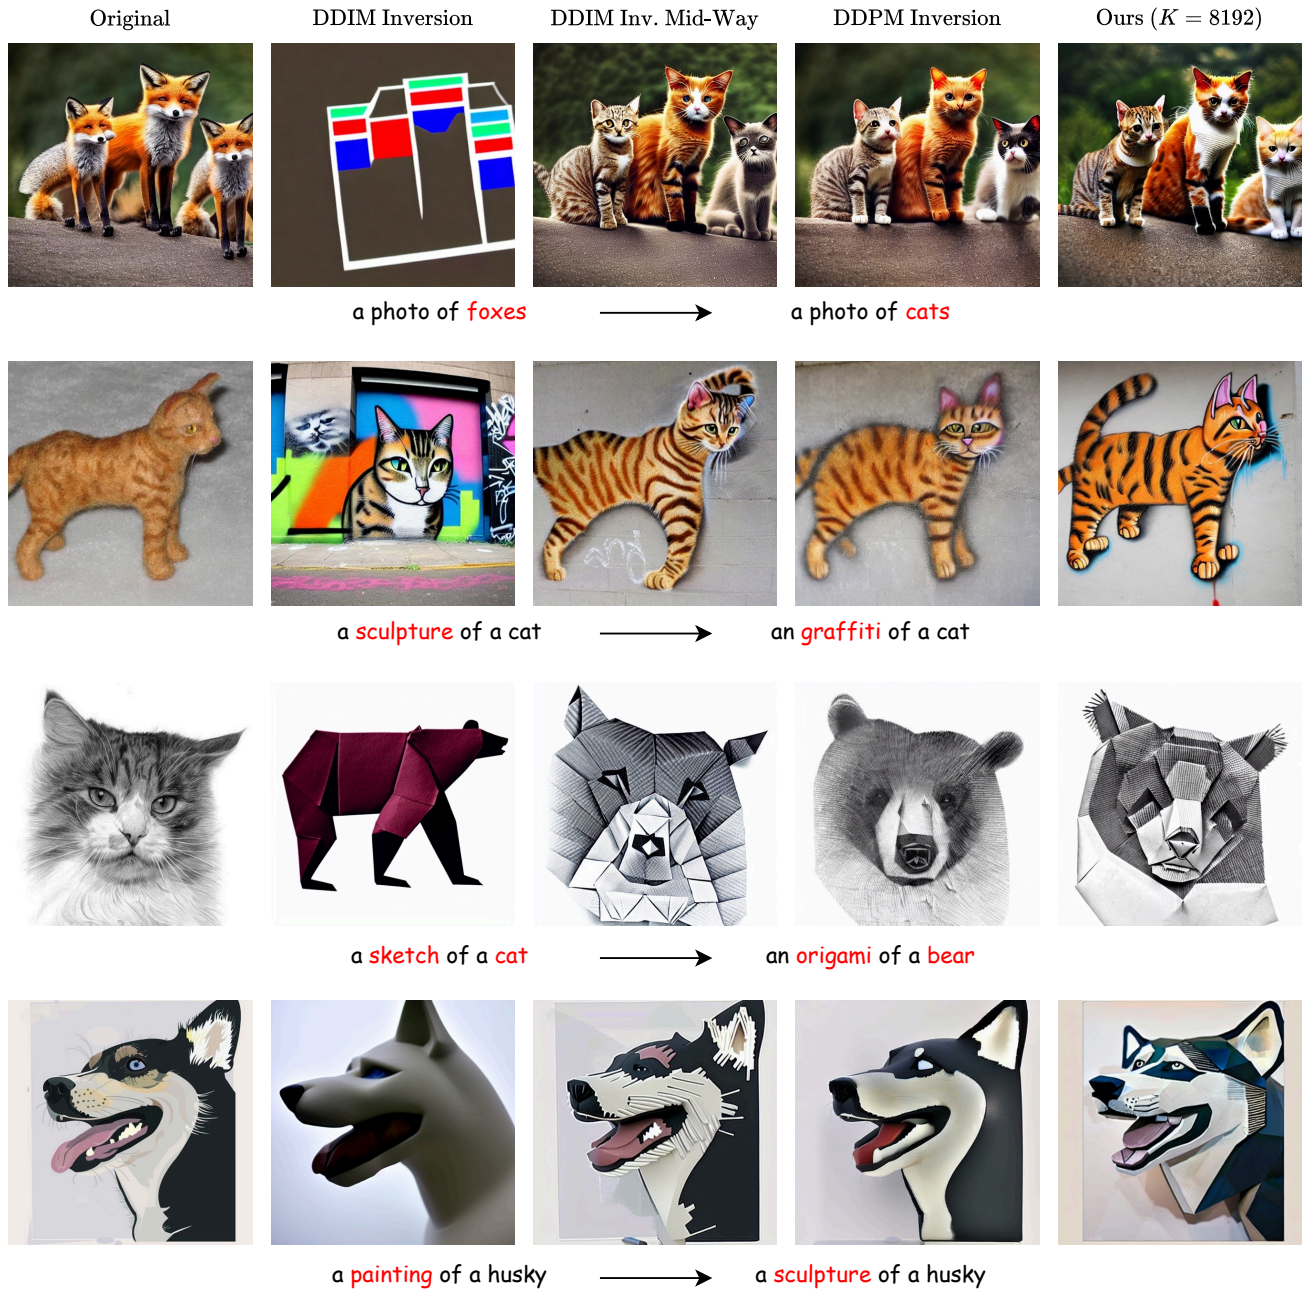 Original DDIM Inversion DDIM Inv. Mid-Way DDPM Inversion Ours (K = 8192)
a photo of foxes a photo of cats
a sculpture of a cat an graffiti of a cat
a sketch of a cat an origami of a bear
a painting of a husky a sculpture of a husky